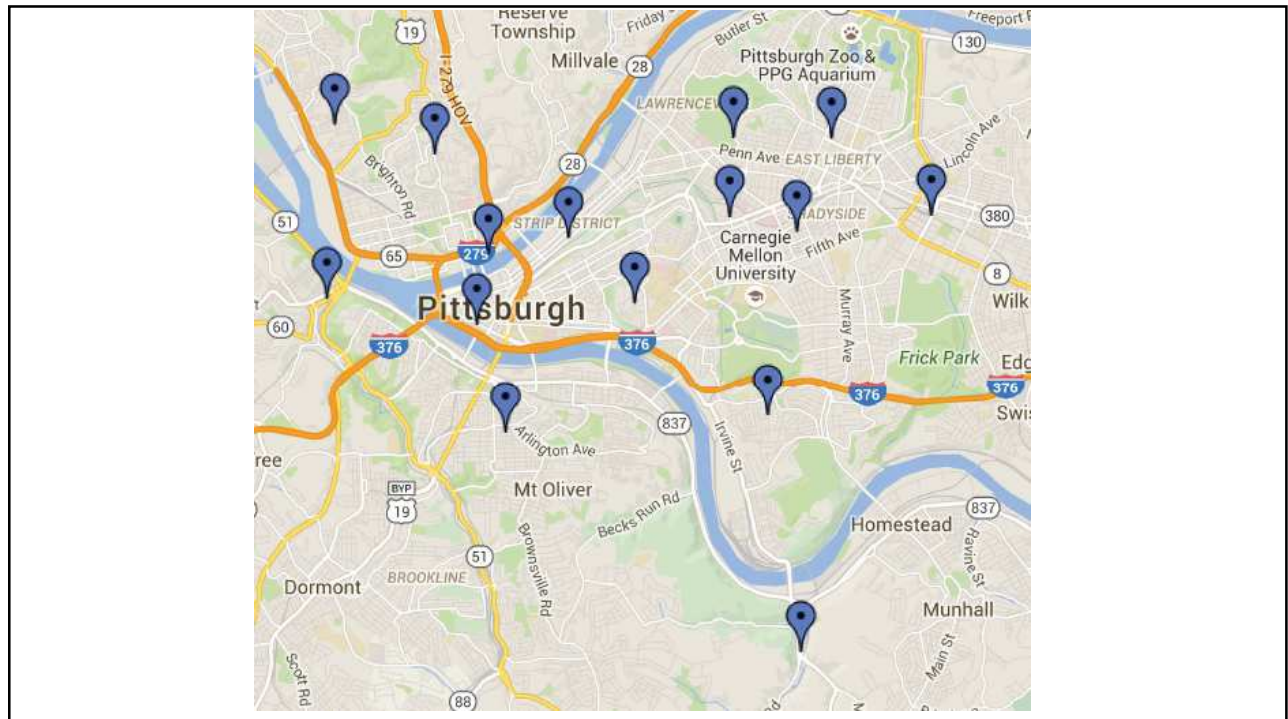 Reserve
Township
Friday
Butler St
Freeport
19
130
I-279 HOV
Millvale
28
Pittsburgh Zoo &
PPG Aquarium
LAWRENCEV
Lincoln Ave
Penn Ave
EAST LIBERTY
28
Brighton Rd
51
STRIP DISTRICT
SHADYSIDE
380
Fifth Ave
Carnegie
Mellon
University
65
279
8
Pittsburgh
Wilk
60
376
376
Murray Ave
Frick Park
Edg
376
376
Swis
837
Irvine St
Arlington Ave
ree
BYP
19
Mt Oliver
Becks Run Rd
837
Homestead
51
Brownsville Rd
Ravine St
Dormont
BROOKLINE
Munhall
Main St
Scott Rd
88
Rd
M